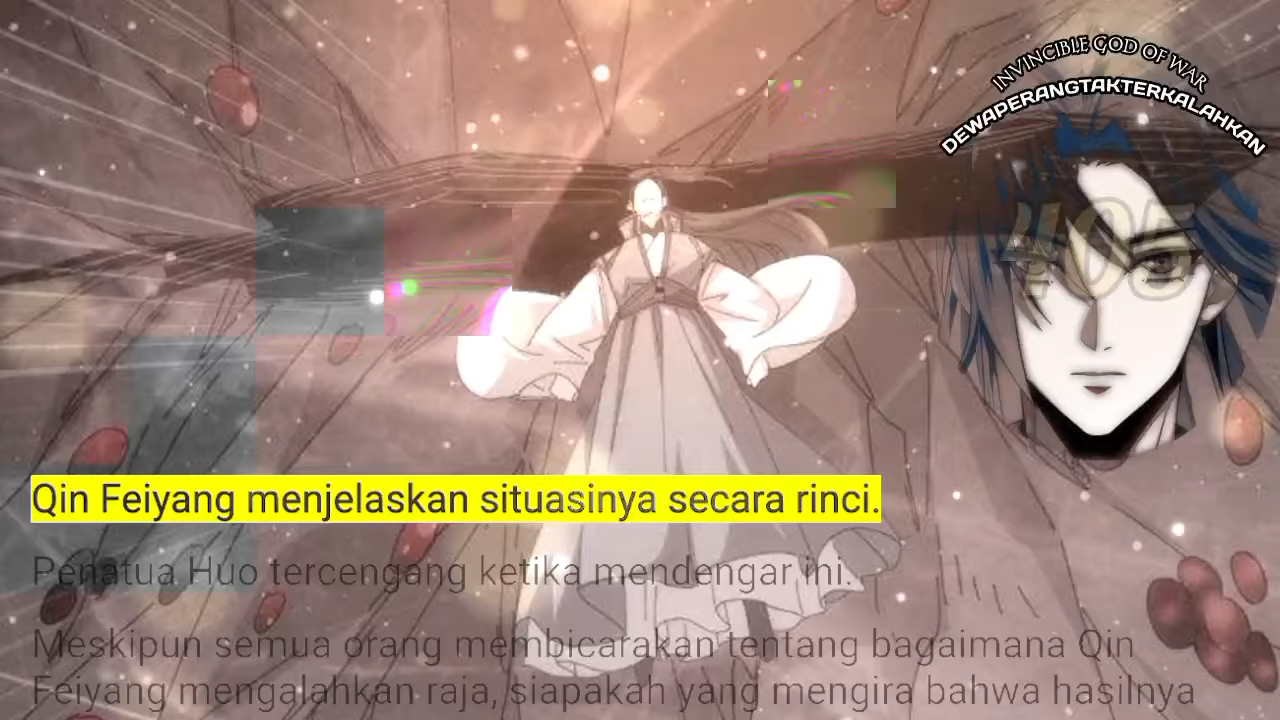 INVINCIBLE GOD OF WAR
DEWAPERANGTAKTERKALAHKAN
405
Qin Feiyang menjelaskan situasinya secara rinci.
Penatua Huo tercengang ketika mendengar ini.
Meskipun semua orang membicarakan tentang bagaimana Qin
Feiyang mengalahkan raja, siapakah yang mengira bahwa hasilnya